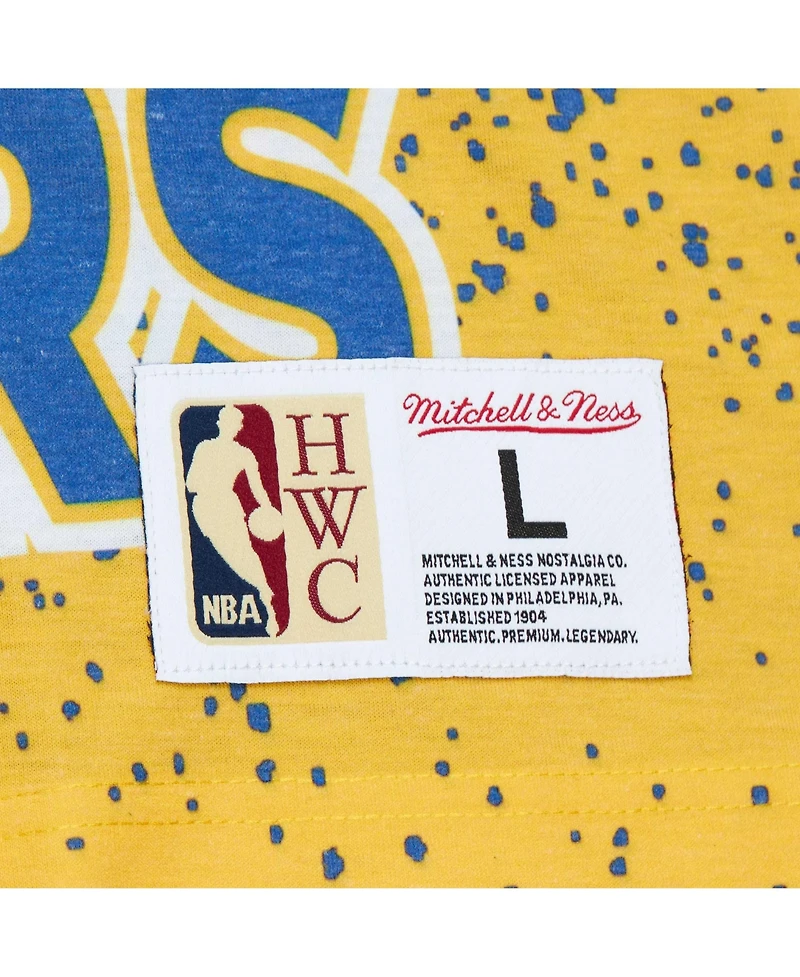 RS
H
W
C
NBA
Mitchell & Ness
L
MITCHELL & NESS NOSTALGIA CO.
AUTHENTIC LICENSED APPAREL
DESIGNED IN PHILADELPHIA, PA.
ESTABLISHED 1904
AUTHENTIC. PREMIUM. LEGENDARY.